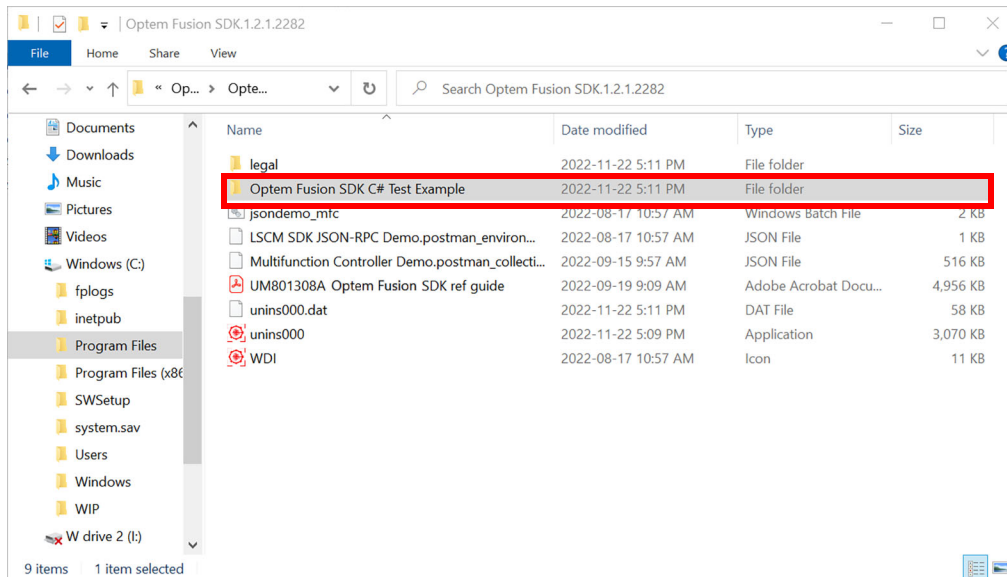 Optem Fusion SDK.1.2.1.2282
File Home Share View
« Op... > Opte... Search Optem Fusion SDK.1.2.1.2282
Documents
Downloads
Music
Pictures
Videos
Windows (C:)
fplogs
inetpub
Program Files
Program Files (x86
SWSetup
system.sav
Users
Windows
WIP
W drive 2 (I:)
Name Date modified Type Size
legal 2022-11-22 5:11 PM File folder
Optem Fusion SDK C# Test Example 2022-11-22 5:11 PM File folder
jsondemo_mfc 2022-08-17 10:57 AM Windows Batch File 2 KB
LSCM SDK JSON-RPC Demo.postman_environ... 2022-08-17 10:57 AM JSON File 1 KB
Multifunction Controller Demo.postman_collecti... 2022-09-15 9:57 AM JSON File 516 KB
UM801308A Optem Fusion SDK ref guide 2022-09-19 9:09 AM Adobe Acrobat Docu... 4,956 KB
unins000.dat 2022-11-22 5:11 PM DAT File 58 KB
unins000 2022-11-22 5:09 PM Application 3,070 KB
WDI 2022-08-17 10:57 AM Icon 11 KB
9 items 1 item selected